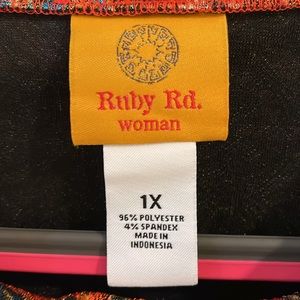 Ruby Rd.
woman
1X
96% POLYESTER
4% SPANDEX
MADE IN
INDONESIA